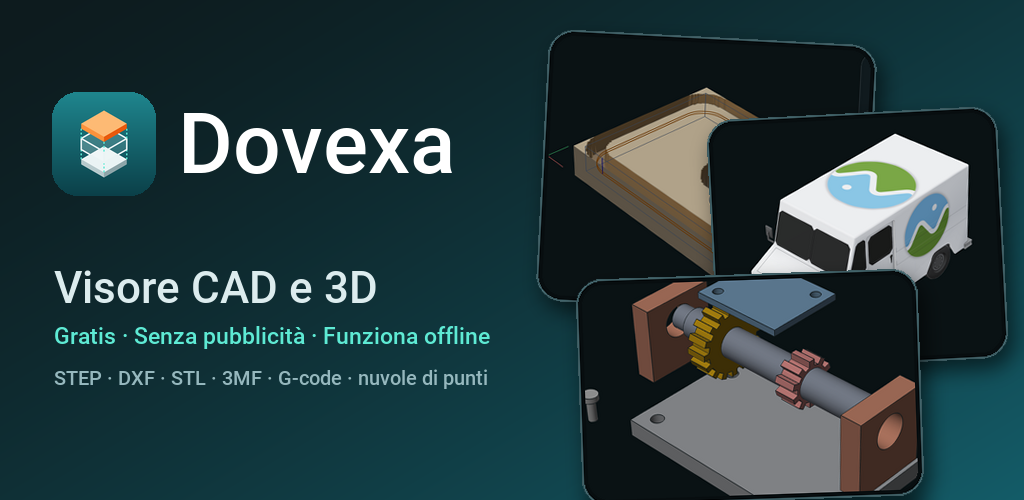 Dovexa
Visore CAD e 3D
Gratis · Senza pubblicità · Funziona offline
STEP · DXF · STL · 3MF · G-code · nuvole di punti